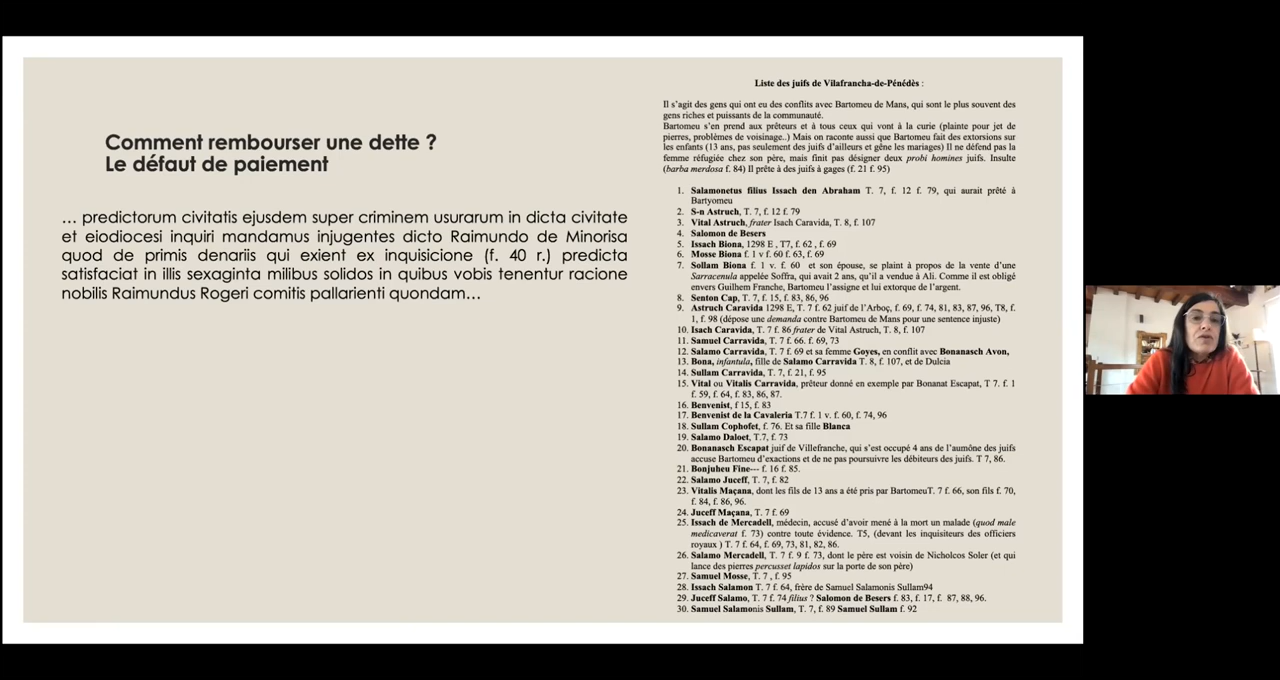 Comment rembourser une dette ?
Le défaut de paiement
… predictorum civitatis ejusdem super criminem usurarum in dicta civitate
et eiodiocesi inquiri mandamus injugentes dicto Raimundo de Minorisa
quod de primis denariis qui exient ex inquisicione (f. 40 r.) predicta
satisfaciat in illis sexaginta milibus solidos in quibus vobis tenentur racione
nobilis Raimundus Rogeri comitis pallarienti quondam…
Liste des juifs de Vilafrancha-de-Pénédès :
Il s’agit des gens qui ont eu des conflits avec Bartomeu de Mans, qui sont le plus souvent des
gens riches et puissants de la communauté.
Bartomeu s’en prend aux prêteurs et à tous ceux qui vont à la curie (plainte pour jet de
pierres, problèmes de voisinage..) Mais on raconte aussi que Bartomeu fait des extorsions sur
les enfants (13 ans, pas seulement des juifs d’ailleurs et gêne les mariages) Il ne défend pas la
femme réfugiée chez son père, mais finit pas désigner deux probi homines juifs. Insulte
(barba merdosa f. 84) Il prête à des juifs à gages (f. 21 f. 95)
1. Salamonetus filius Issach den Abraham T. 7, f. 12 f. 79, qui aurait prêté à
Bartyomeu
2. S-n Astruch, T. 7, f. 12 f. 79
3. Vital Astruch, frater Isach Caravida, T. 8, f. 107
4. Salomon de Besers
5. Issach Biona, 1298 E , T7, f. 62 , f. 69
6. Mosse Biona f. 1 v f. 60 f. 63, f. 69
7. Sollam Biona f. 1 v. f. 60 et son épouse, se plaint à propos de la vente d’une
Sarracenula appelée Soffra, qui avait 2 ans, qu’il a vendue à Ali. Comme il est obligé
envers Guilhem Franche, Bartomeu l’assigne et lui extorque de l’argent.
8. Senton Cap, T. 7, f. 15, f. 83, 86, 96
9. Astruch Caravida 1298 E, T. 7 f. 62 juif de l’Arboç, f. 69, f. 74, 81, 83, 87, 96, T8, f.
1, f. 98 (dépose une demanda contre Bartomeu de Mans pour une sentence injuste)
10. Isach Caravida, T. 7 f. 86 frater de Vital Astruch, T. 8, f. 107
11. Samuel Carravida, T. 7 f. 66. f. 69, 73
12. Salamo Carravida, T. 7 f. 69 et sa femme Goyes, en conflit avec Bonanasch Avon,
13. Bona, infantula, fille de Salamo Carravida T. 8, f. 107, et de Dulcia
14. Sullam Carravida, T. 7, f. 21, f. 95
15. Vital ou Vitalis Carravida, prêteur donné en exemple par Bonanat Escapat, T 7. f. 1
f. 59, f. 64, f. 83, 86, 87.
16. Benvenist, f 15, f. 83
17. Benvenist de la Cavaleria T.7 f. 1 v. f. 60, f. 74, 96
18. Sullam Cophofet, f. 76. Et sa fille Blanca
19. Salamo Daloet, T.7, f. 73
20. Bonanasch Escapat juif de Villefranche, qui s’est occupé 4 ans de l’aumône des juifs
accuse Bartomeu d’exactions et de ne pas poursuivre les débiteurs des juifs. T 7, 86.
21. Bonjuheu Fine--- f. 16 f. 85.
22. Salamo Juceff, T. 7, f. 82
23. Vitalis Maçana, dont les fils de 13 ans a été pris par BartomeuT. 7 f. 66, son fils f. 70,
f. 84, f. 86, 96.
24. Juceff Maçana, T. 7 f. 69
25. Issach de Mercadell, médecin, accusé d’avoir mené à la mort un malade (quod male
medicaverat f. 73) contre toute évidence. T5, (devant les inquisiteurs des officiers
royaux ) T. 7 f. 64, f. 69, 73, 81, 82, 86.
26. Salamo Mercadell, T. 7 f. 9 f. 73, dont le père est voisin de Nicholcos Soler (et qui
lance des pierres percusset lapidos sur la porte de son père)
27. Samuel Mosse, T. 7 , f. 95
28. Issach Salamon T. 7 f. 64, frère de Samuel Salamonis Sullam94
29. Juceff Salamo, T. 7 f. 74 filius ? Salomon de Besers f. 83, f. 17, f. 87, 88, 96.
30. Samuel Salamonis Sullam, T. 7, f. 89 Samuel Sullam f. 92